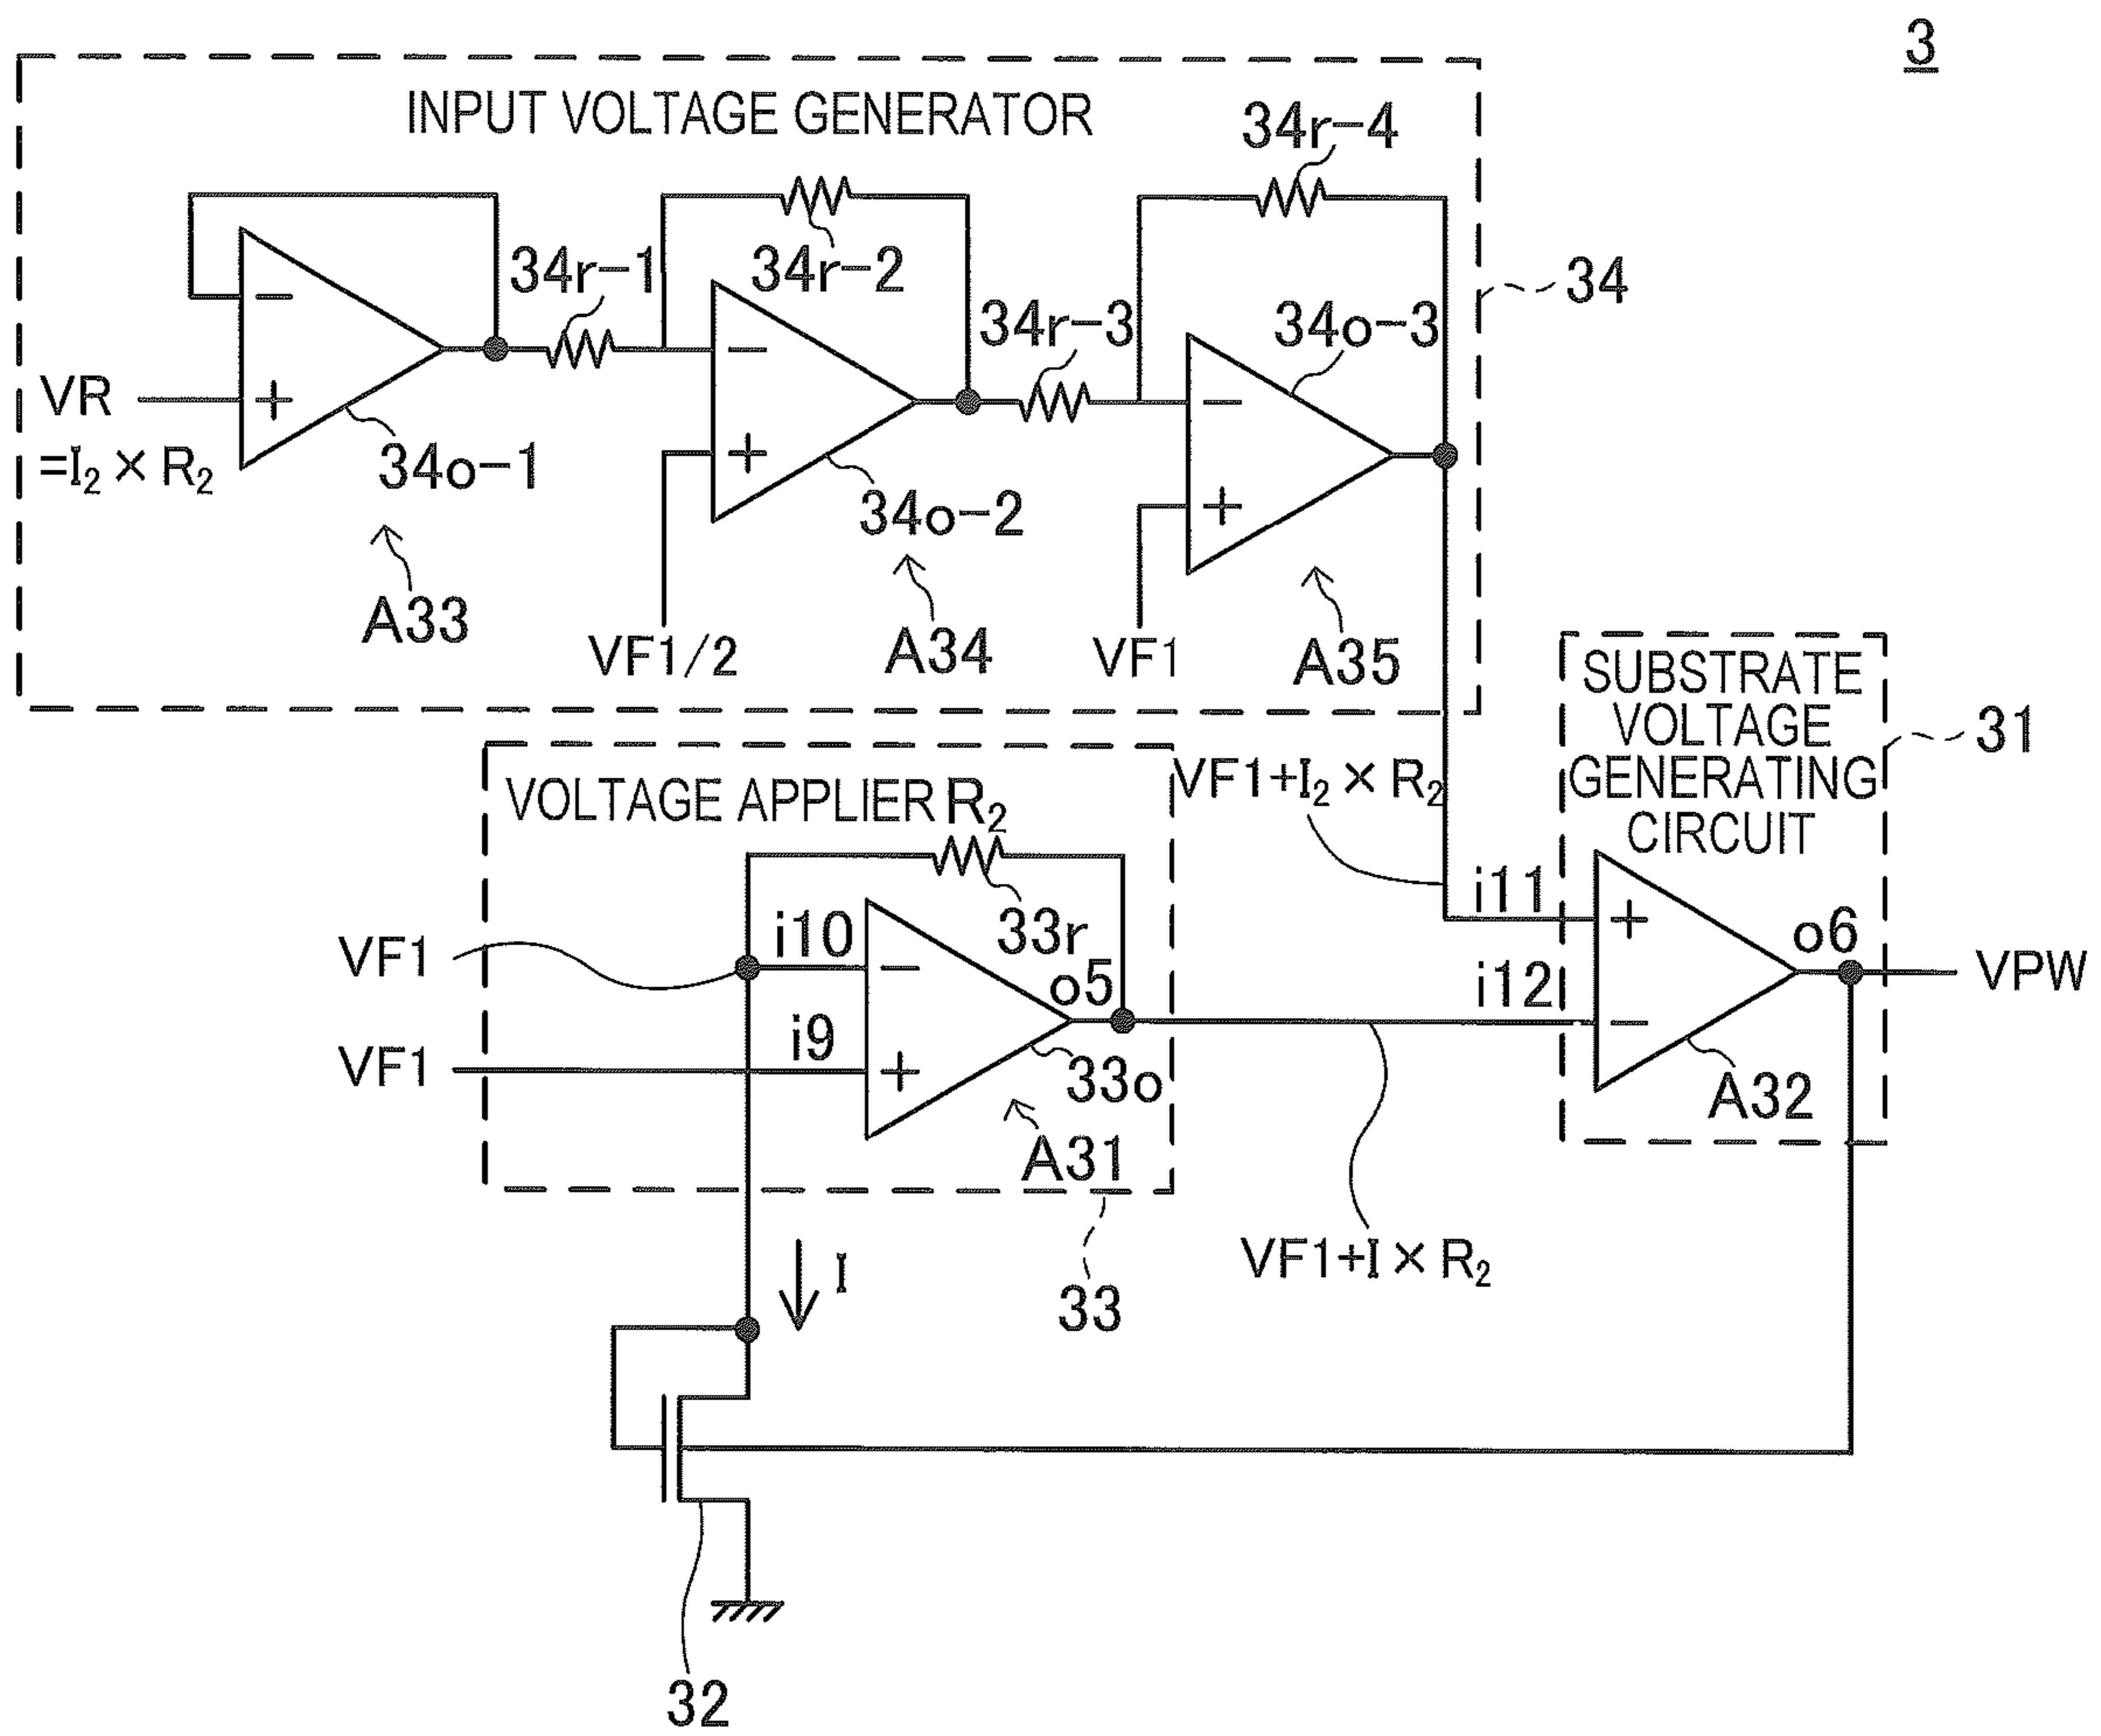 3
INPUT VOLTAGE GENERATOR
34r-4
34r-1
34r-2
34r-3
34o-3
34
VR
=I₂ × R₂
34o-1
34o-2
A33
VF1/2
A34
VF1
A35
SUBSTRATE
VOLTAGE
GENERATING
CIRCUIT
31
VOLTAGE APPLIER R₂
VF1+I₂ × R₂
33r
i10
i11
o6
VF1
o5
i12
VPW
i9
VF1
33o
A32
A31
VF1+I × R₂
I
33
32
−
+
−
+
−
+
−
+
+
−